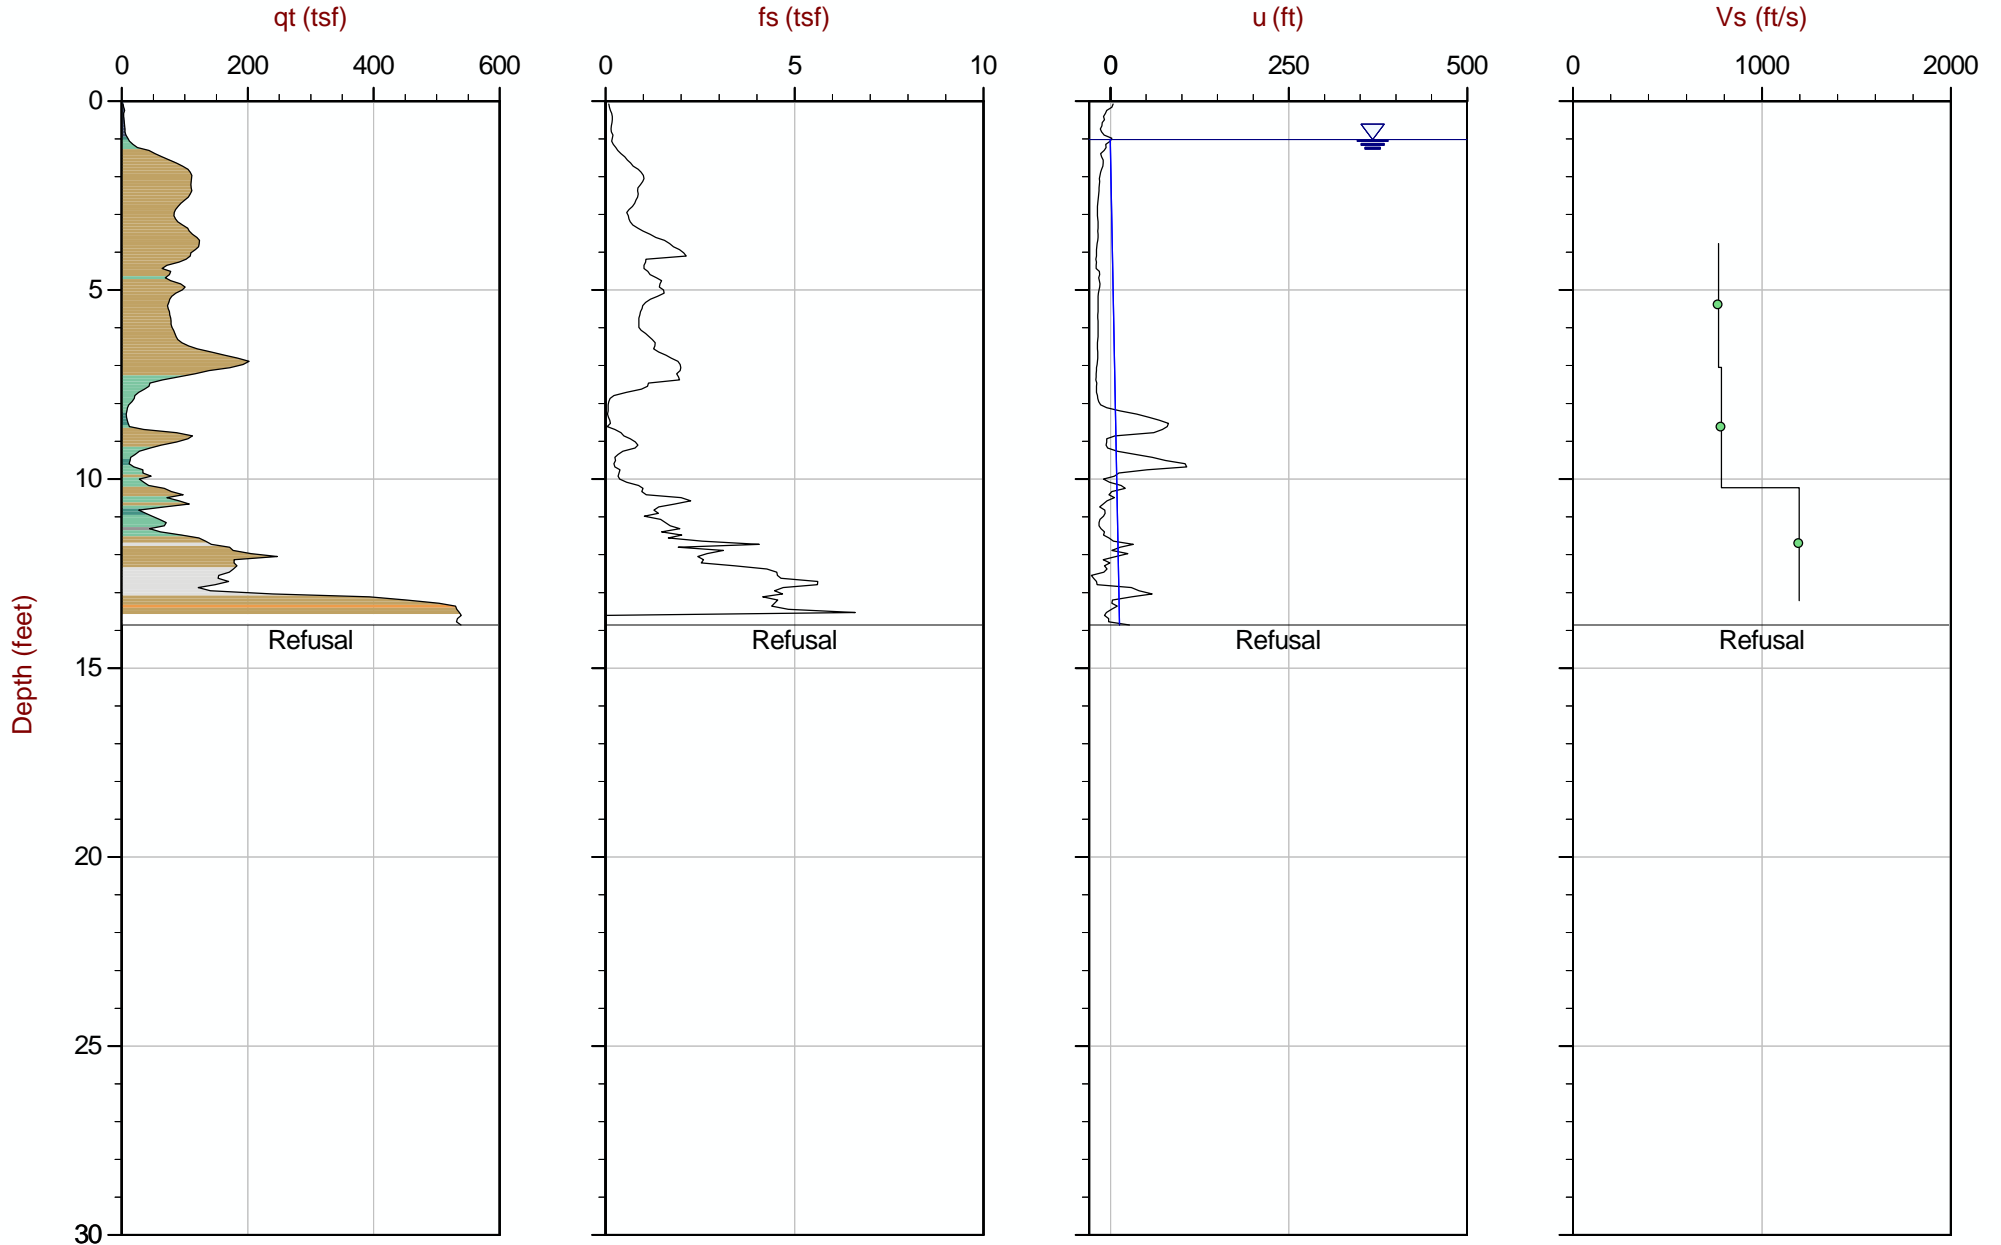 qt (tsf) fs (tsf) u (ft) Vs (ft/s)
0 200 400 600 0 5 10 0 250 500 0 1000 2000
0
5
10
Refusal Refusal Refusal Refusal
15
Depth (feet)
20
25
30